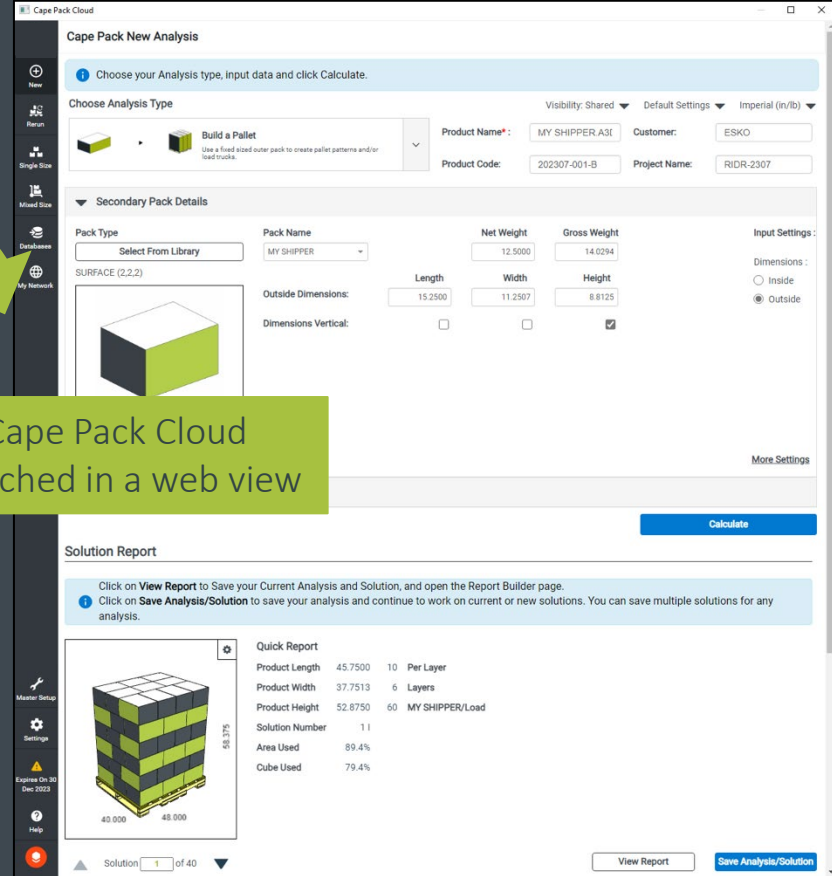 Cape Pack Cloud
Cape Pack New Analysis
New
Rerun
Single Size
Mixed Size
Databases
My Network
Master Setup
Settings
Expires On 30
Dec 2023
Help
Choose your Analysis type, input data and click Calculate.
Choose Analysis Type
Visibility: Shared Default Settings Imperial (in/lb)
Build a Pallet
Use a fixed sized outer pack to create pallet patterns and/or
load trucks.
Product Name* : MY SHIPPER.A3D Customer: ESKO
Product Code: 202307-001-B Project Name: RIDR-2307
Secondary Pack Details
Pack Type Pack Name Net Weight Gross Weight Input Settings :
Select From Library MY SHIPPER 12.5000 14.0294
Dimensions :
SURFACE (2,2,2) Length Width Height Inside
Outside Dimensions: 15.2500 11.2507 8.8125 Outside
Dimensions Vertical:
Cape Pack Cloud
ched in a web view
More Settings
Calculate
Solution Report
Click on View Report to Save your Current Analysis and Solution, and open the Report Builder page.
Click on Save Analysis/Solution to save your analysis and continue to work on current or new solutions. You can save multiple solutions for any
analysis.
Quick Report
Product Length 45.7500 10 Per Layer
Product Width 37.7513 6 Layers
Product Height 52.8750 60 MY SHIPPER/Load
Solution Number 1 I
Area Used 89.4%
Cube Used 79.4%
58.375
40.000 48.000
Solution 1 of 40
View Report Save Analysis/Solution